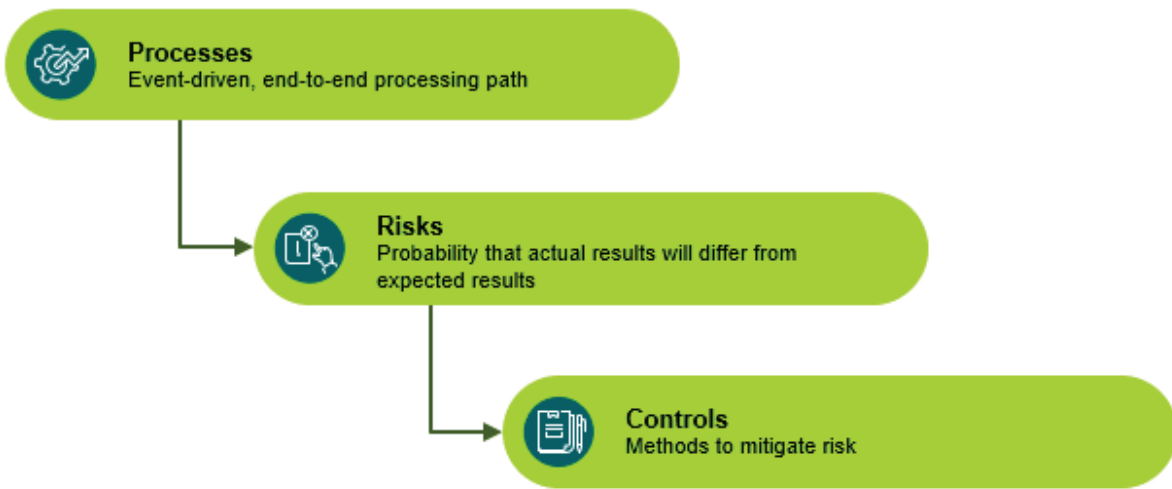 Processes
Event-driven, end-to-end processing path
Risks
Probability that actual results will differ from
expected results
Controls
Methods to mitigate risk